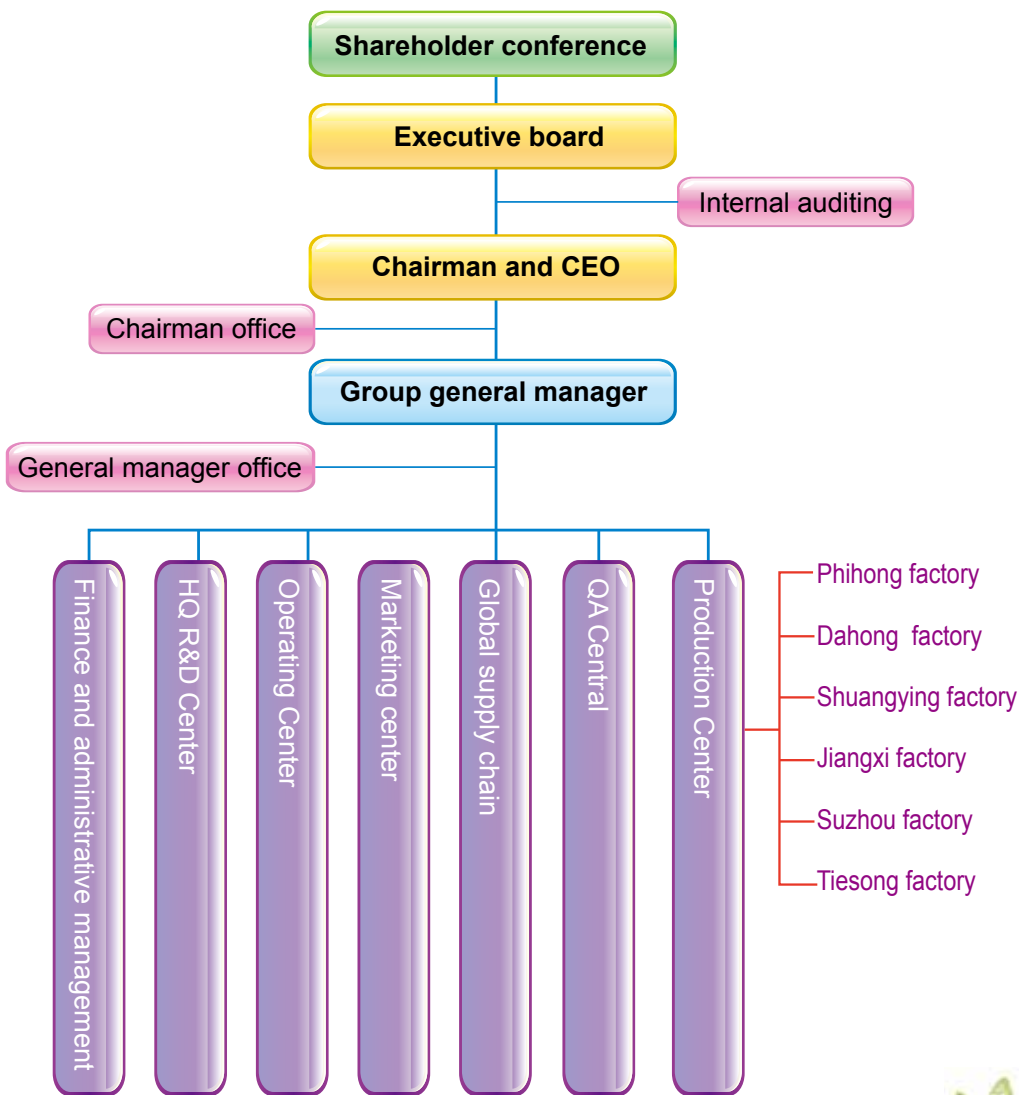 Shareholder conference
Executive board
Internal auditing
Chairman and CEO
Chairman office
Group general manager
General manager office
Finance and administrative management
HQ R&D Center
Operating Center
Marketing center
Global supply chain
QA Central
Production Center
Phihong factory
Dahong factory
Shuangying factory
Jiangxi factory
Suzhou factory
Tiesong factory